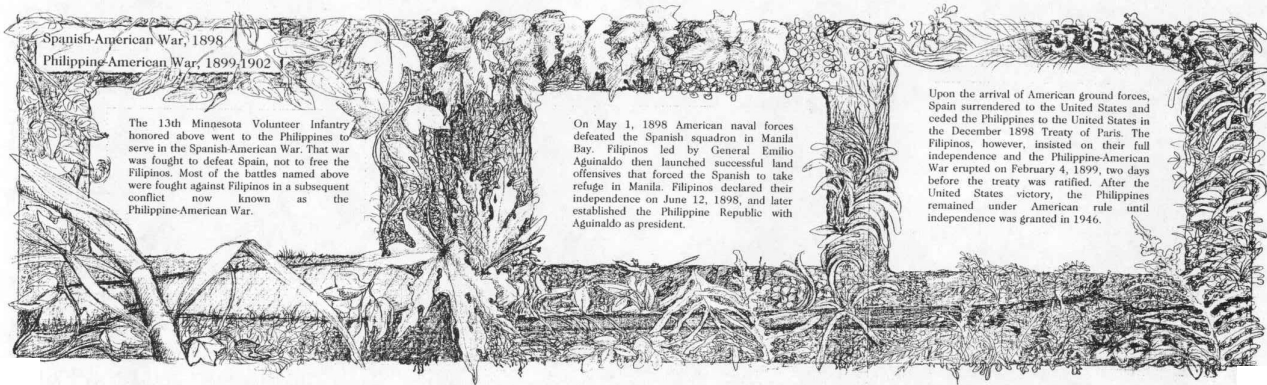 Spanish-American War, 1898
Philippine-American War, 1899-1902
The 13th Minnesota Volunteer Infantry
honored above went to the Philippines to
serve in the Spanish-American War. That war
was fought to defeat Spain, not to free the
Filipinos. Most of the battles named above
were fought against Filipinos in a subsequent
conflict now known as the
Philippine-American War.
On May 1, 1898 American naval forces
defeated the Spanish squadron in Manila
Bay. Filipinos led by General Emilio
Aguinaldo then launched successful land
offensives that forced the Spanish to take
refuge in Manila. Filipinos declared their
independence on June 12, 1898, and later
established the Philippine Republic with
Aguinaldo as president.
Upon the arrival of American ground forces,
Spain surrendered to the United States and
ceded the Philippines to the United States in
the December 1898 Treaty of Paris. The
Filipinos, however, insisted on their full
independence and the Philippine-American
War erupted on February 4, 1899, two days
before the treaty was ratified. After the
United States victory, the Philippines
remained under American rule until
independence was granted in 1946.